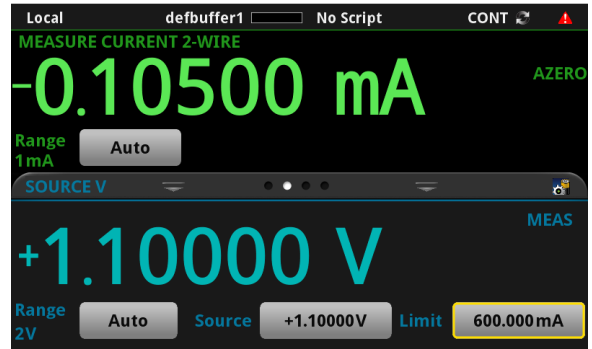 Local defbuffer1 No Script CONT
MEASURE CURRENT 2-WIRE
-0.10500 mA AZERO
Range
1mA Auto
SOURCE V
MEAS
+1.10000 V
Range
2V Auto Source +1.10000V Limit 600.000mA